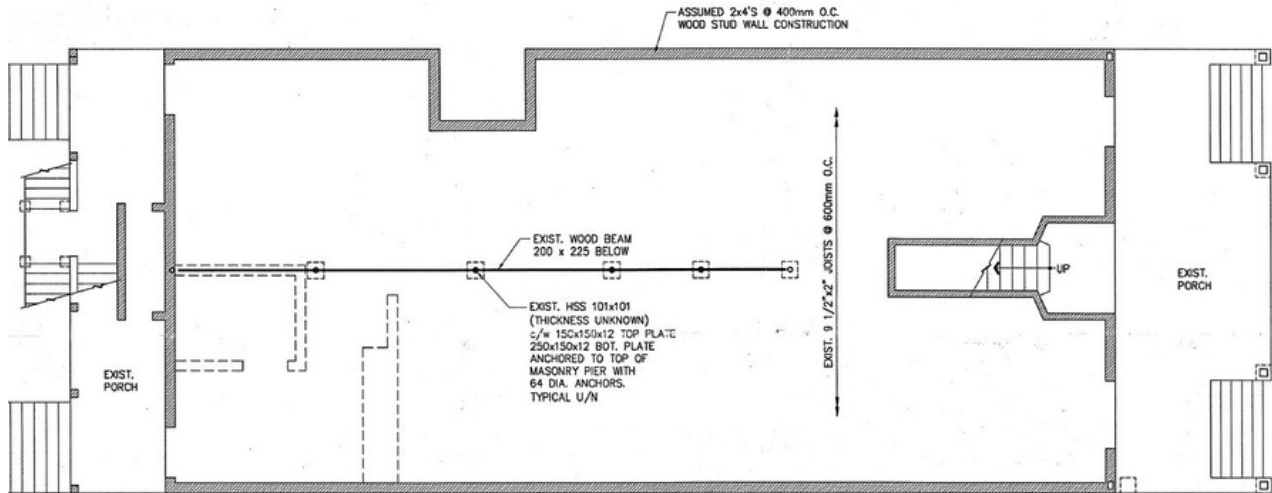 ASSUMED 2x4'S @ 400mm O.C.
WOOD STUD WALL CONSTRUCTION
EXIST. WOOD BEAM
200 x 225 BELOW
EXIST. HSS 101x101
(THICKNESS UNKNOWN)
c/w 150x150x12 TOP PLATE
250x150x12 BOT. PLATE
ANCHORED TO TOP OF
MASONRY PIER WITH
64 DIA. ANCHORS.
TYPICAL U/N
EXIST. 9 1/2"x2" JOISTS @ 600mm O.C.
UP
EXIST.
PORCH
EXIST.
PORCH